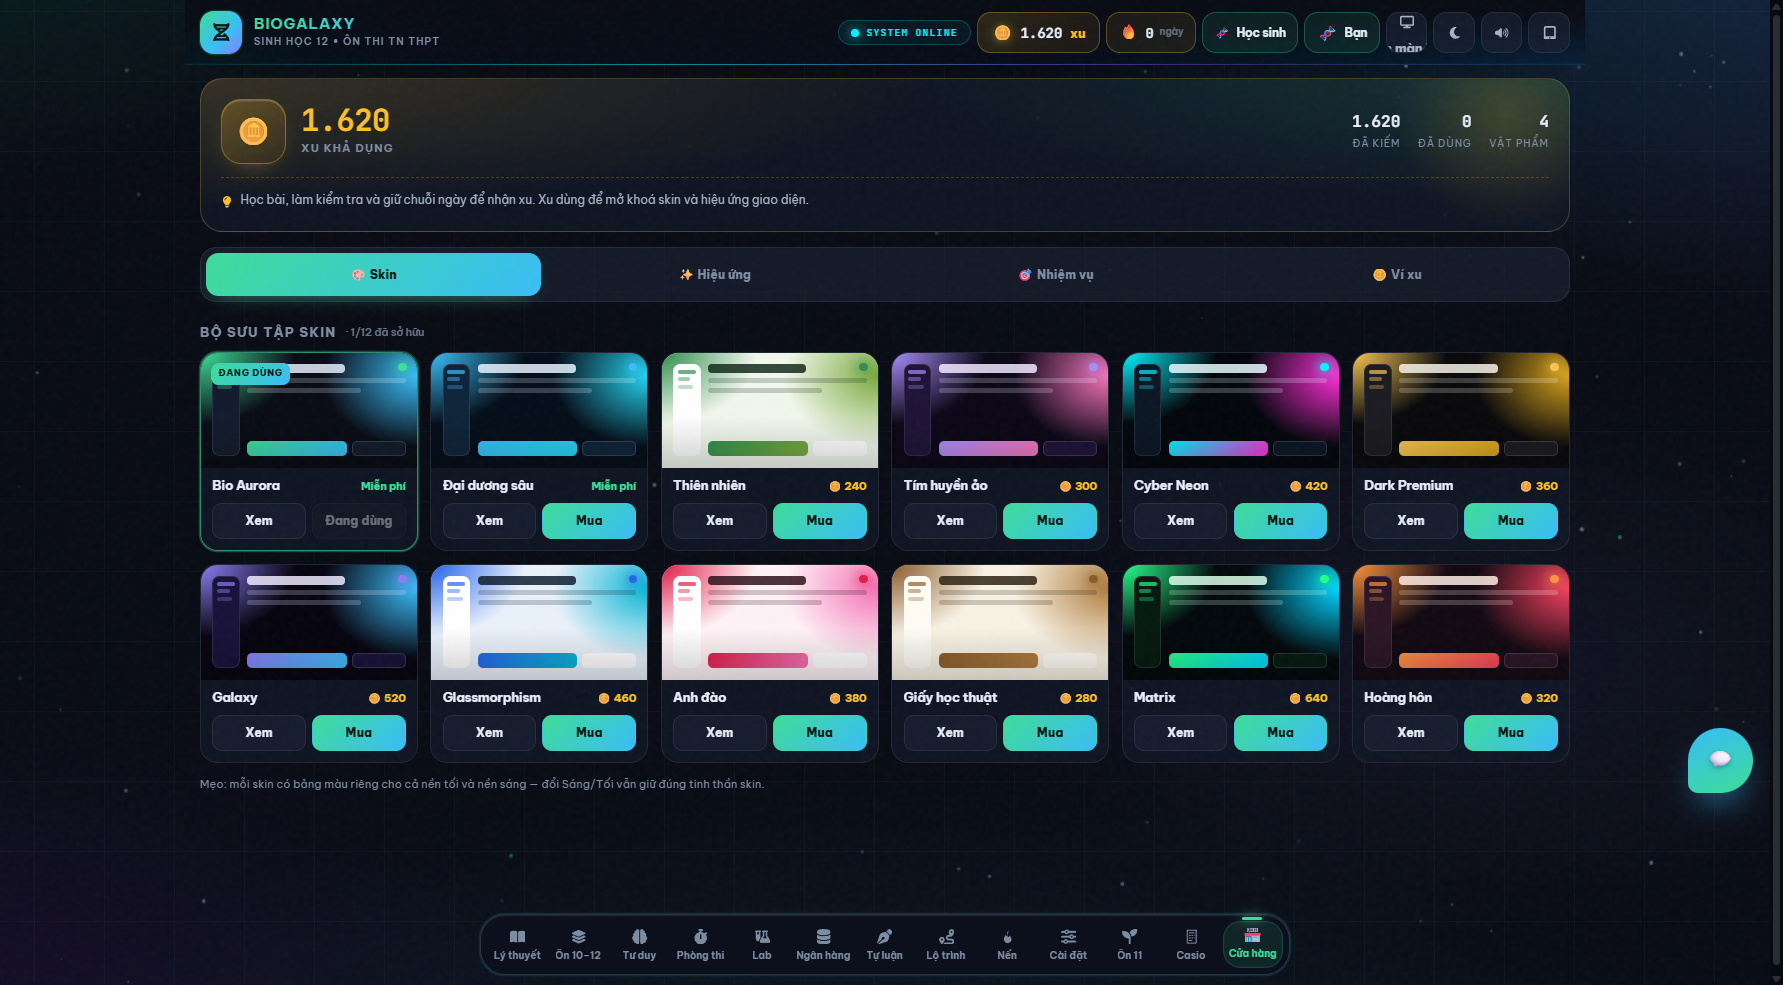 BIOGALAXY
SINH HỌC 12 • ÔN THI TN THPT
SYSTEM ONLINE
1.620 xu
0 ngày
Học sinh
Bạn
màn
1.620
XU KHẢ DỤNG
1.620
ĐÃ KIẾM
0
ĐÃ DÙNG
4
VẬT PHẨM
Học bài, làm kiểm tra và giữ chuỗi ngày để nhận xu. Xu dùng để mở khoá skin và hiệu ứng giao diện.
Skin
Hiệu ứng
Nhiệm vụ
Ví xu
BỘ SƯU TẬP SKIN · 1/12 đã sở hữu
ĐANG DÙNG
Bio Aurora Miễn phí
Xem Đang dùng
Đại dương sâu Miễn phí
Xem Mua
Thiên nhiên 240
Xem Mua
Tím huyền ảo 300
Xem Mua
Cyber Neon 420
Xem Mua
Dark Premium 360
Xem Mua
Galaxy 520
Xem Mua
Glassmorphism 460
Xem Mua
Anh đào 380
Xem Mua
Giấy học thuật 280
Xem Mua
Matrix 640
Xem Mua
Hoàng hôn 320
Xem Mua
Mẹo: mỗi skin có bảng màu riêng cho cả nền tối và nền sáng — đổi Sáng/Tối vẫn giữ đúng tinh thần skin.
Lý thuyết
Ôn 10–12
Tư duy
Phòng thi
Lab
Ngân hàng
Tự luận
Lộ trình
Nến
Cài đặt
Ôn 11
Casio
Cửa hàng